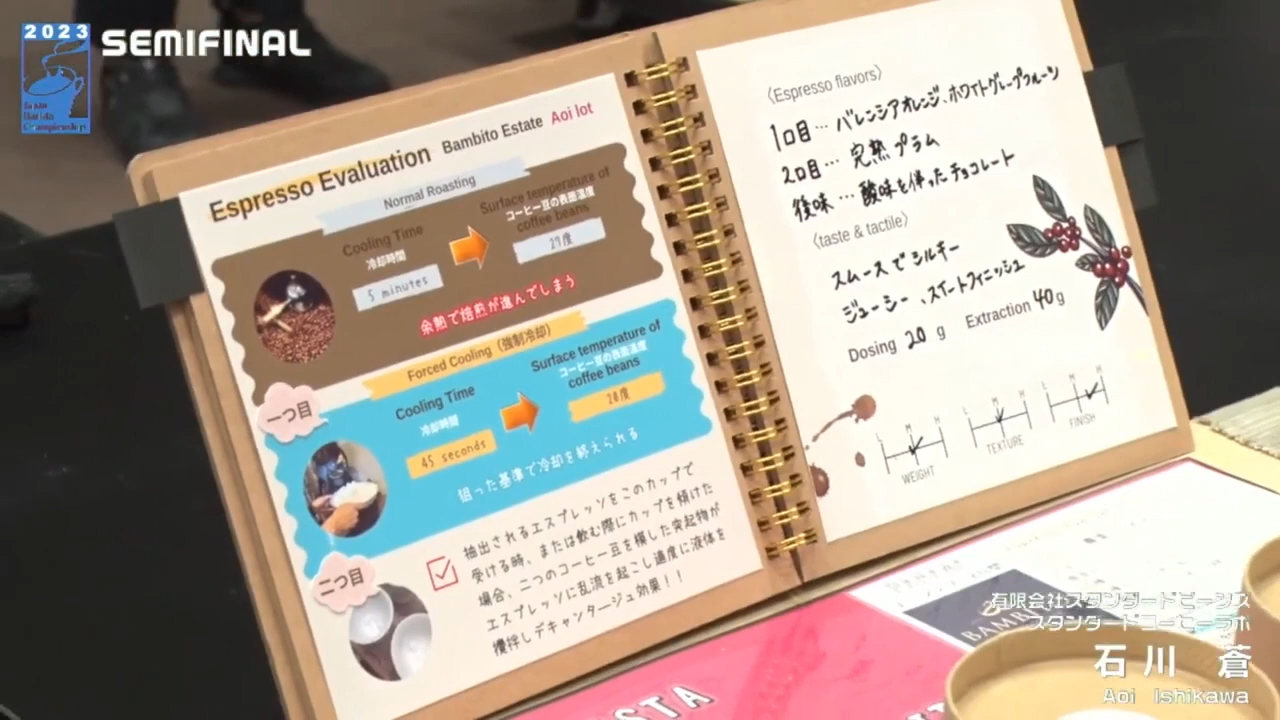 2023
SEMIFINAL
Japan
Barista
Championship
Espresso Evaluation Bambito Estate Aoi lot
Normal Roasting
Cooling Time
冷却時間
5 minutes
Surface temperature of
コーヒー豆の表面温度
coffee beans
29度
余熱で焙煎が進んでしまう
一つ目
Forced Cooling（強制冷却）
Cooling Time
冷却時間
45 seconds
Surface temperature of
コーヒー豆の表面温度
coffee beans
20度
狙った基準で冷却を終えられる
二つ目
抽出されるエスプレッソをこのカップで
受ける時、または飲む際にカップを傾けた
場合、二つのコーヒー豆を模した突起物が
エスプレッソに乱流を起こし適度に液体を
攪拌しデキャンタージュ効果！！
〈Espresso flavors〉
1口目… バレンシアオレンジ、ホワイトグレープフルーツ
2口目… 完熟プラム
後味… 酸味を伴ったチョコレート
〈taste & tactile〉
スムースでシルキー
ジューシー、スイートフィニッシュ
Dosing 20 g Extraction 40 g
L M H
WEIGHT
L M H
TEXTURE
L M H
FINISH
有限会社スタンダードビーンズ
スタンダードコーヒーラボ
石川 蒼
Aoi Ishikawa